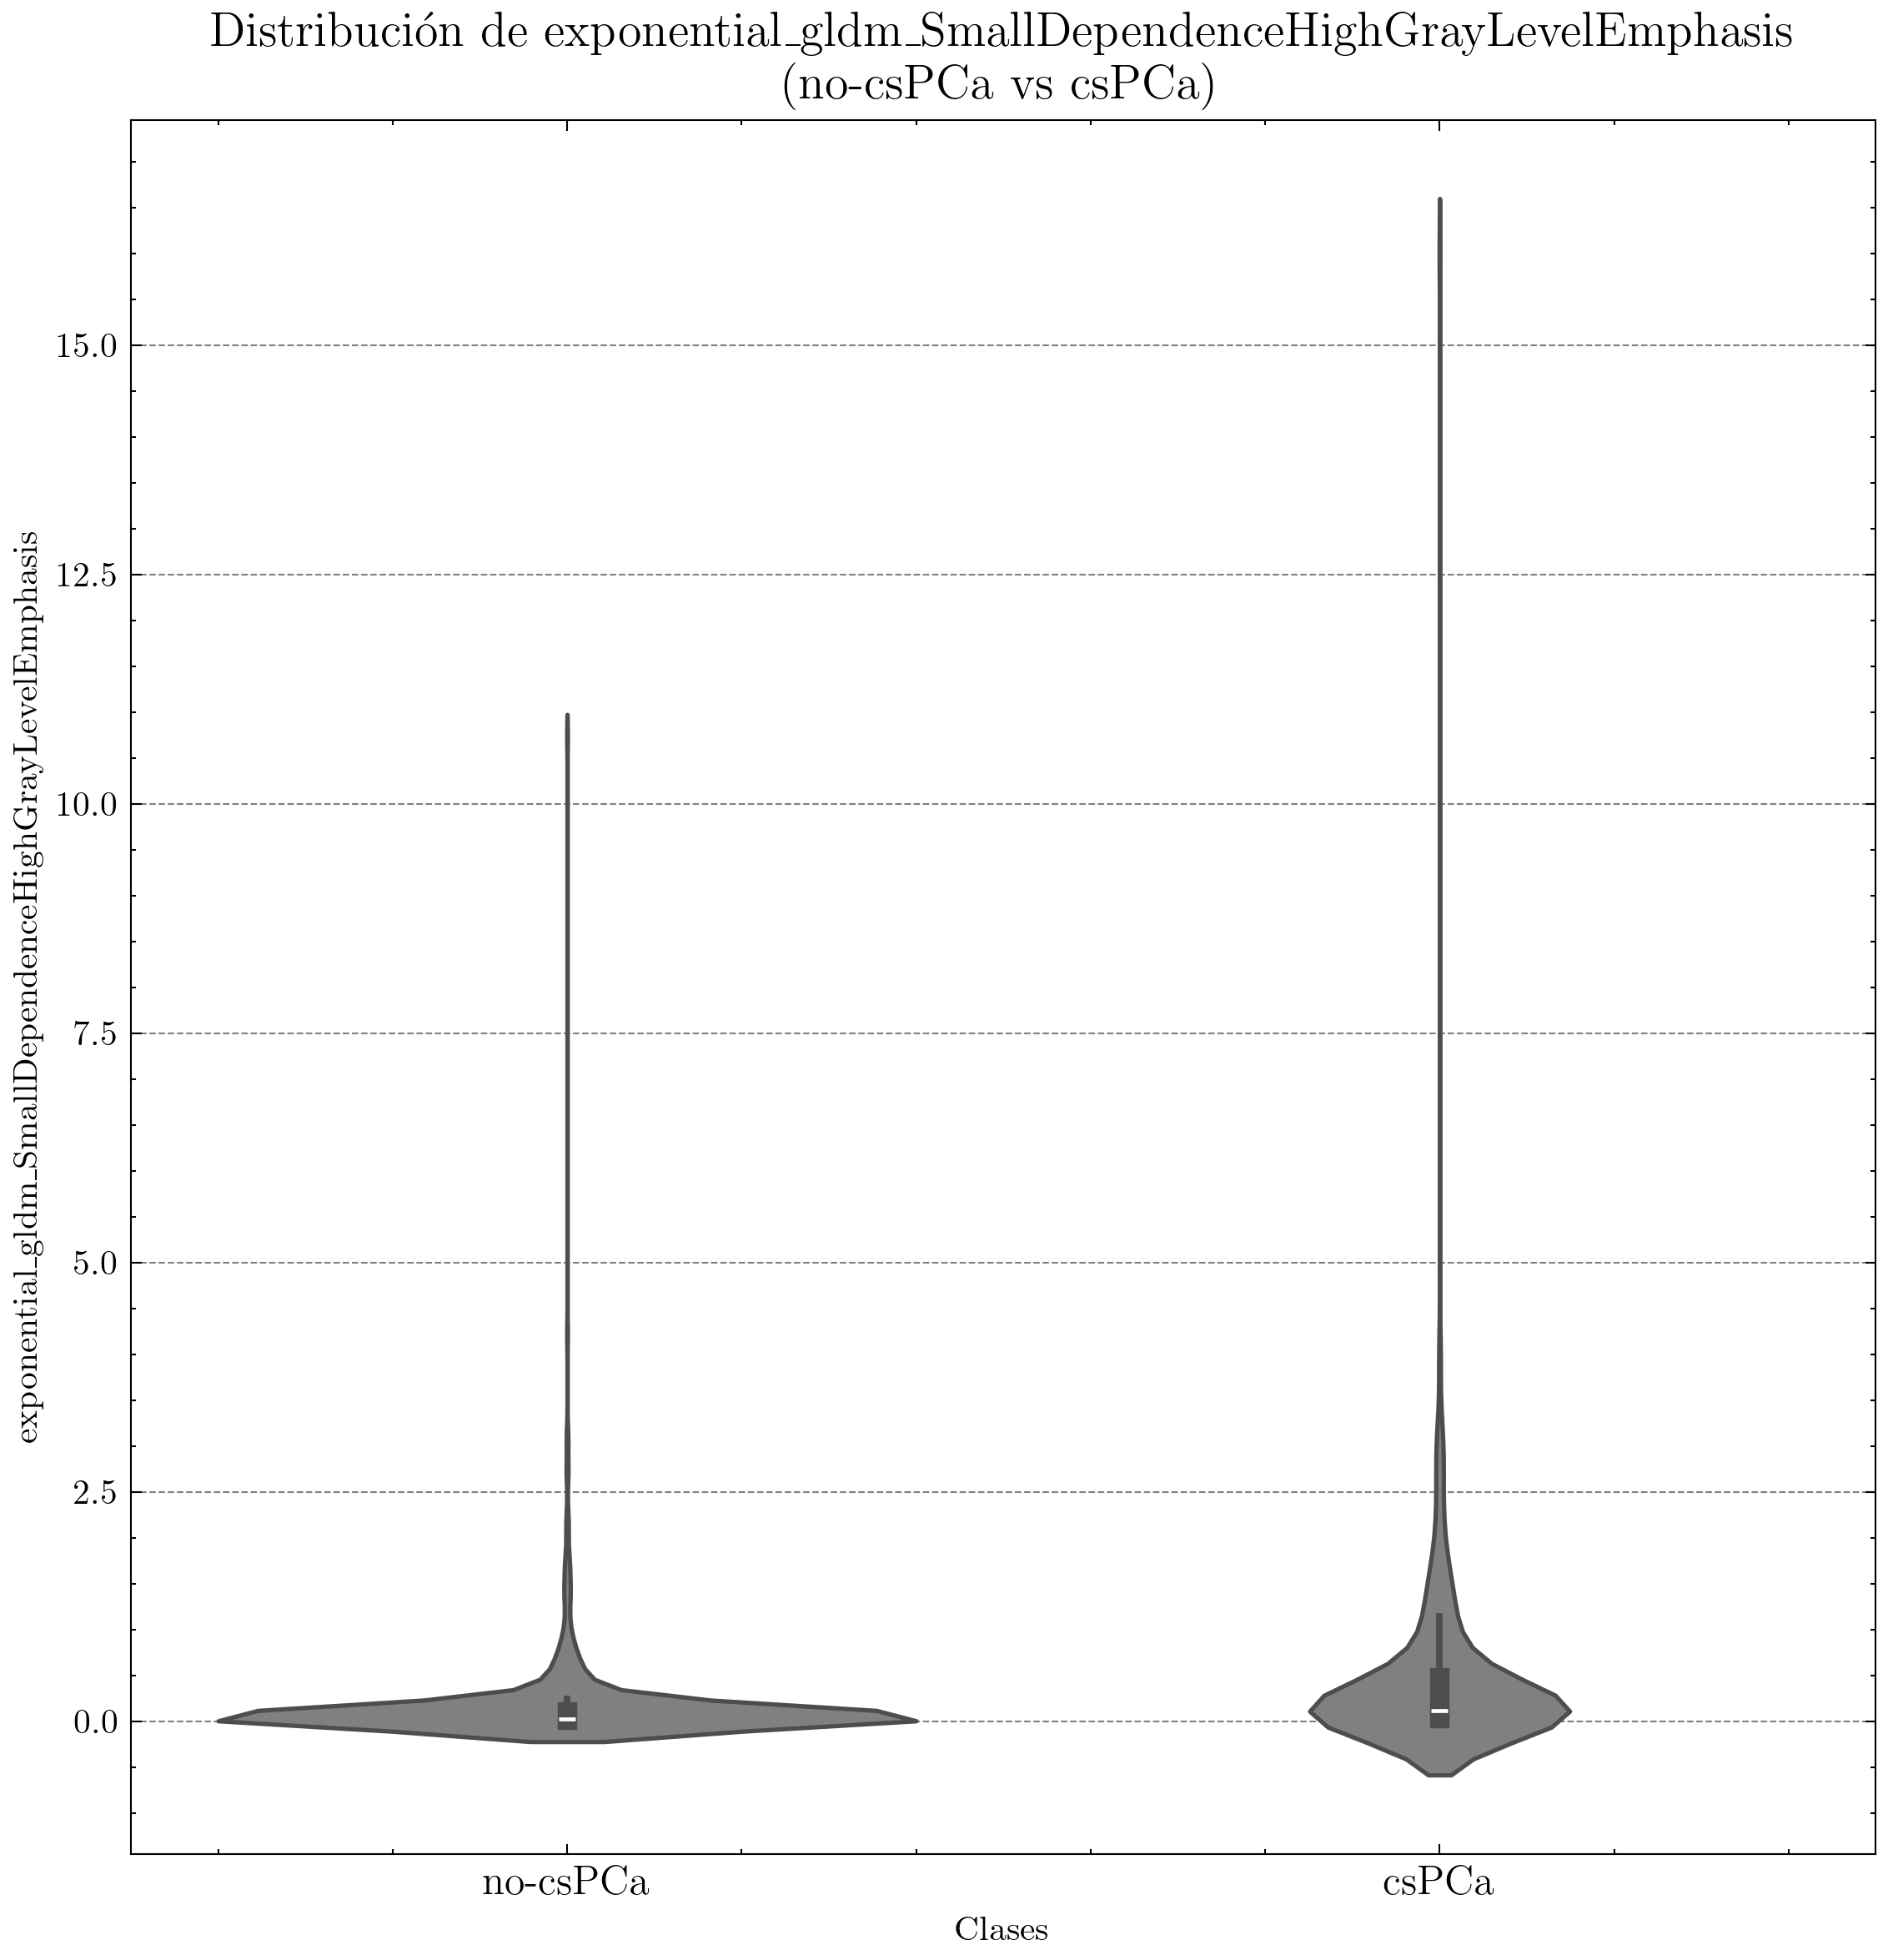 Distribución de exponential_gldm_SmallDependenceHighGrayLevelEmphasis
(no-csPCa vs csPCa)
exponential_gldm_SmallDependenceHighGrayLevelEmphasis
15.0
12.5
10.0
7.5
5.0
2.5
0.0
no-csPCa
csPCa
Clases